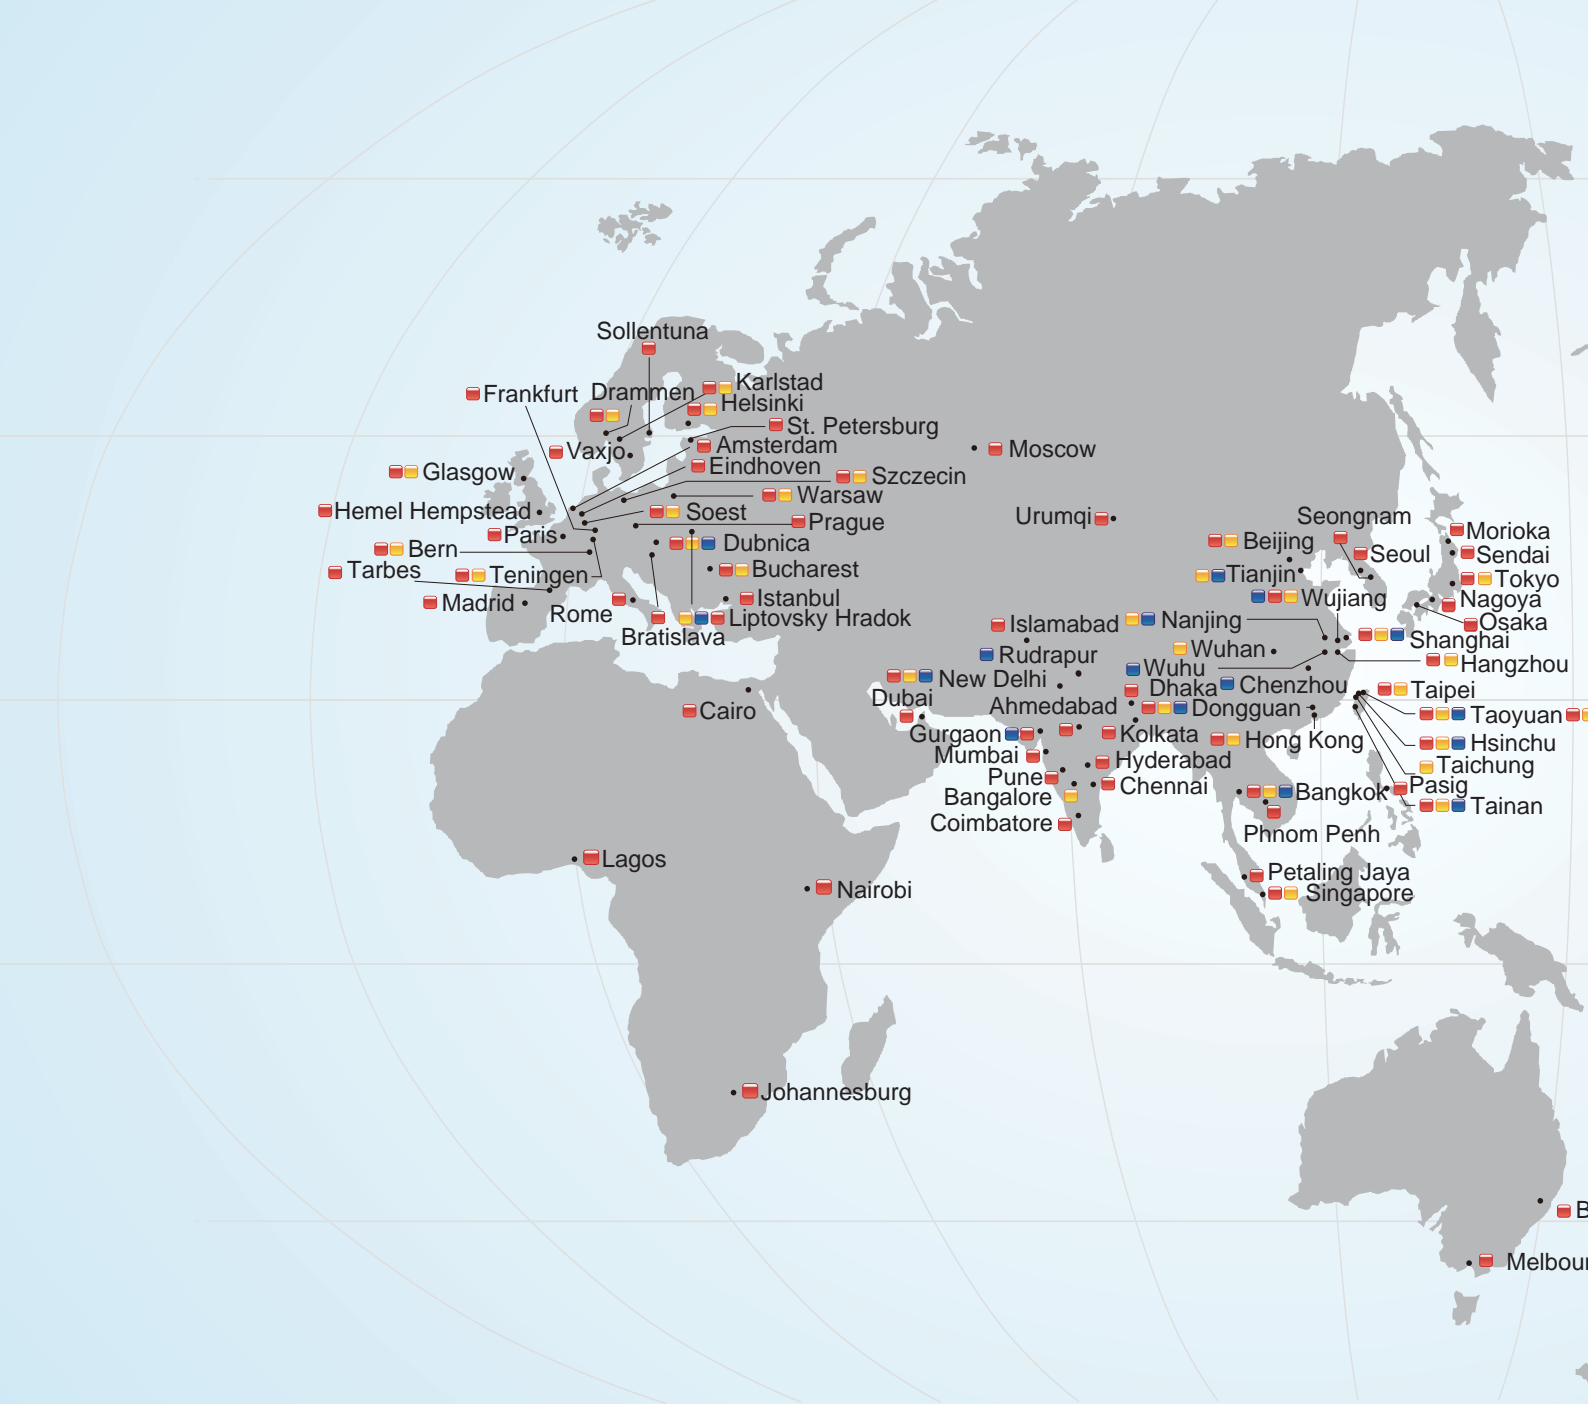 Sollentuna
Karlstad
Frankfurt
Drammen
Helsinki
St. Petersburg
Amsterdam
Vaxjo
Moscow
Eindhoven
Glasgow
Szczecin
Warsaw
Hemel Hempstead
Soest
Prague
Urumqi
Seongnam
Morioka
Paris
Dubnica
Beijing
Bern
Seoul
Sendai
Tarbes
Teningen
Bucharest
Tianjin
Tokyo
Madrid
Istanbul
Wujiang
Nagoya
Rome
Liptovsky Hradok
Islamabad
Nanjing
Osaka
Bratislava
Shanghai
Rudrapur
Wuhan
Hangzhou
Wuhu
New Delhi
Dhaka
Chenzhou
Taipei
Dubai
Ahmedabad
Cairo
Dongguan
Taoyuan
Gurgaon
Kolkata
Hong Kong
Hsinchu
Mumbai
Hyderabad
Taichung
Pune
Chennai
Bangkok
Pasig
Bangalore
Tainan
Coimbatore
Phnom Penh
Lagos
Petaling Jaya
Nairobi
Singapore
Johannesburg
B
Melbour